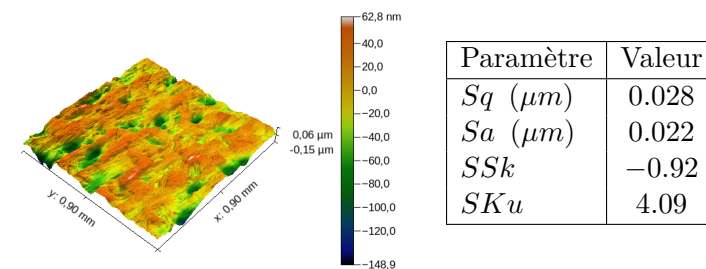 62,8 nm
40,0
20,0
0,0
−20,0
−40,0
−60,0
−80,0
−100,0
−120,0
−148,9
0,06 µm
-0,15 µm
y: 0,90 mm
x: 0,90 mm
Paramètre Valeur
Sq (µm) 0.028
Sa (µm) 0.022
SSk −0.92
SKu 4.09